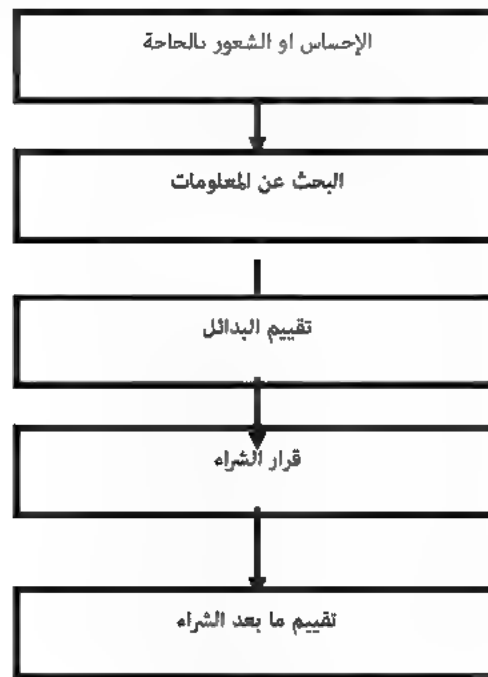 الإحساس او الشعور بالحاجة
البحث عن المعلومات
تقييم البدائل
قرار الشراء
تقييم ما بعد الشراء